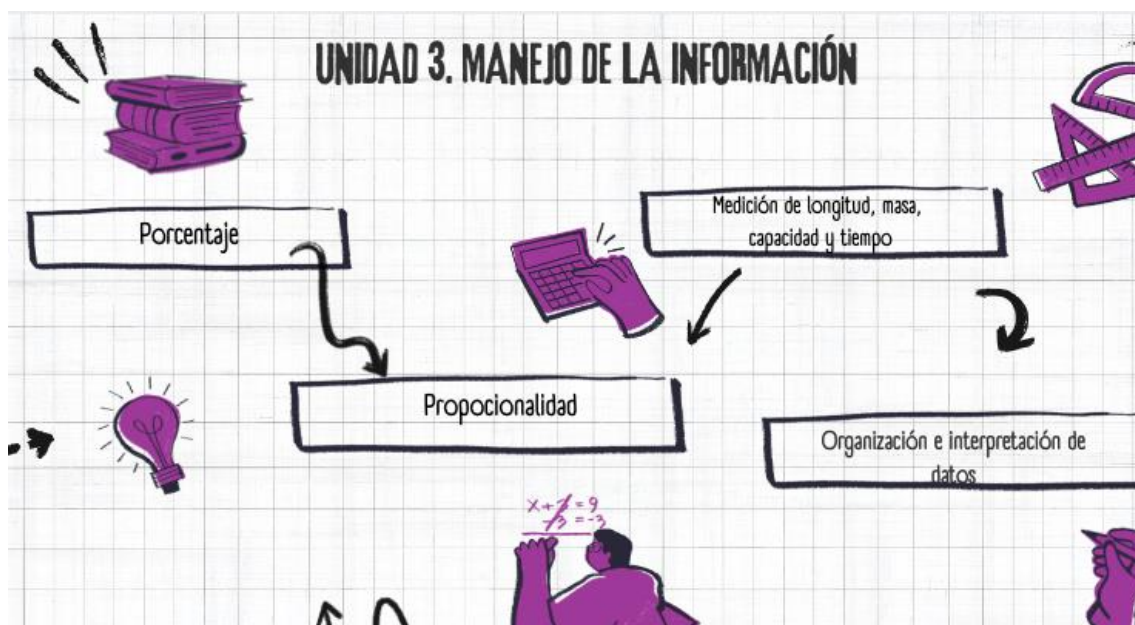 UNIDAD 3. MANEJO DE LA INFORMACIÓN
Porcentaje
Medición de longitud, masa,
capacidad y tiempo
Propocionalidad
Organización e interpretación de
datos
x+3=9
-3 =-3